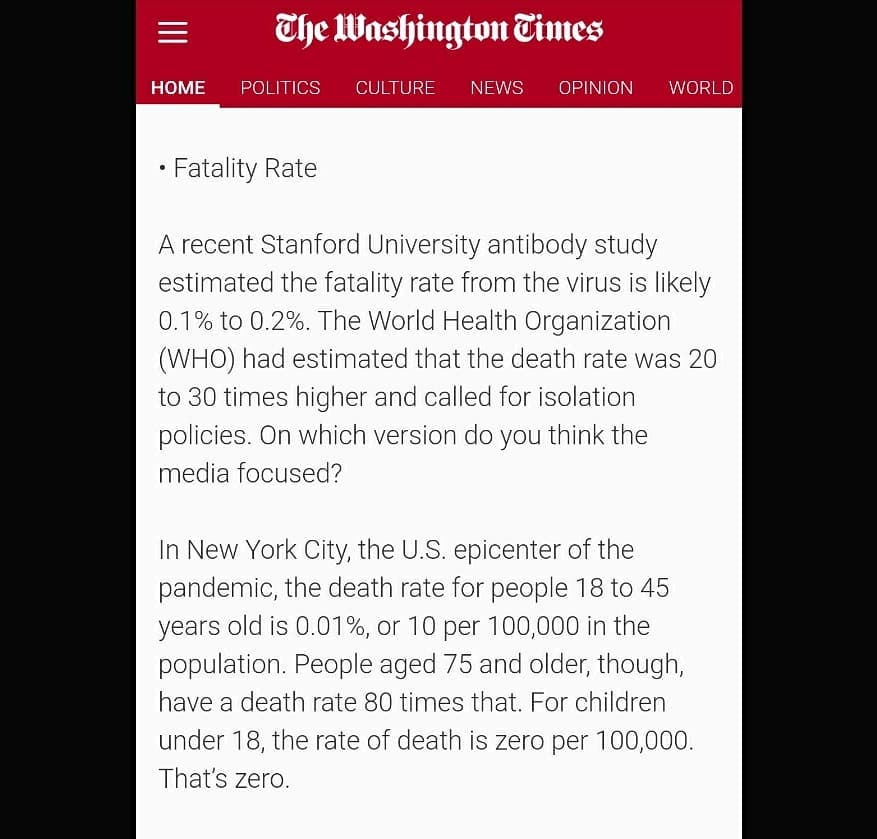 The Washington Times
HOME POLITICS CULTURE NEWS OPINION WORLD
• Fatality Rate
A recent Stanford University antibody study
estimated the fatality rate from the virus is likely
0.1% to 0.2%. The World Health Organization
(WHO) had estimated that the death rate was 20
to 30 times higher and called for isolation
policies. On which version do you think the
media focused?
In New York City, the U.S. epicenter of the
pandemic, the death rate for people 18 to 45
years old is 0.01%, or 10 per 100,000 in the
population. People aged 75 and older, though,
have a death rate 80 times that. For children
under 18, the rate of death is zero per 100,000.
That's zero.